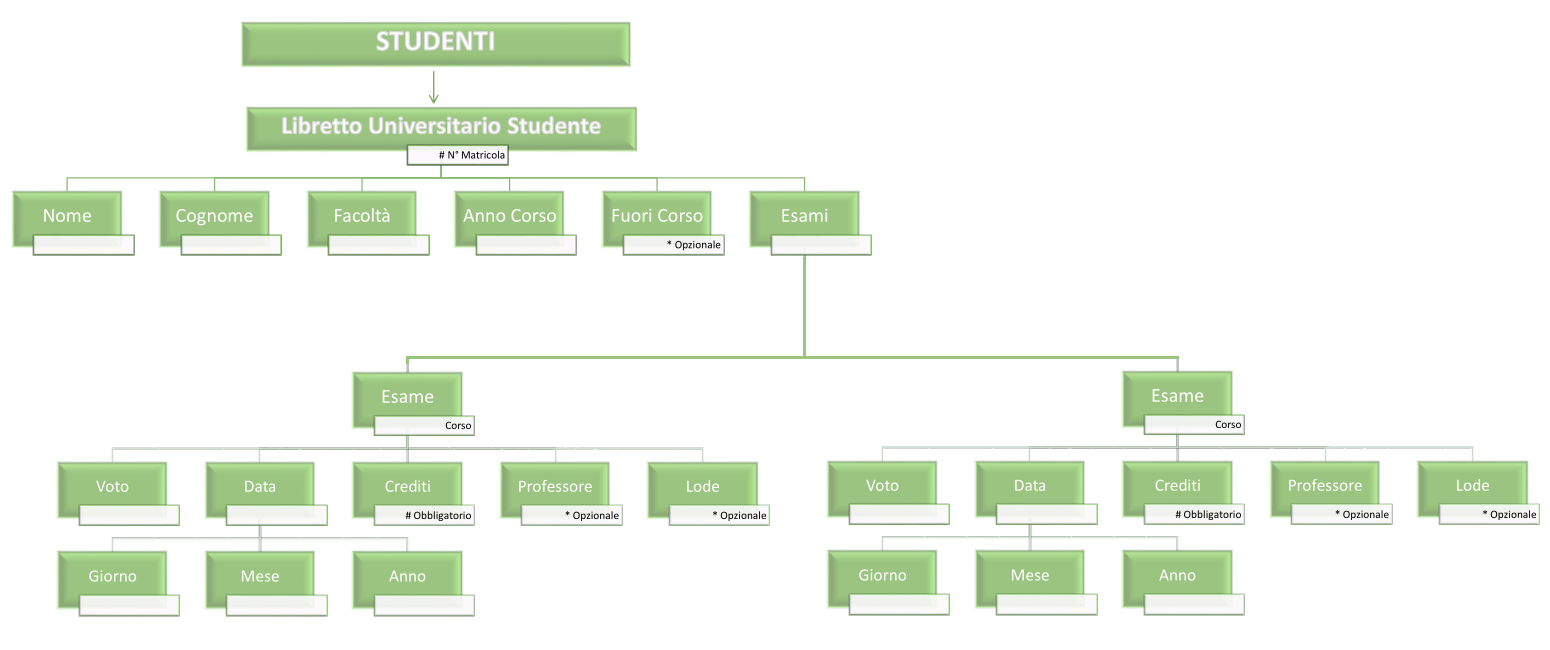 STUDENTI
Libretto Universitario Studente
# N° Matricola
Nome
Cognome
Facoltà
Anno Corso
Fuori Corso
* Opzionale
Esami
Esame
Corso
Voto
Data
Crediti
# Obbligatorio
Professore
* Opzionale
Lode
* Opzionale
Giorno
Mese
Anno
Esame
Corso
Voto
Data
Crediti
# Obbligatorio
Professore
* Opzionale
Lode
* Opzionale
Giorno
Mese
Anno